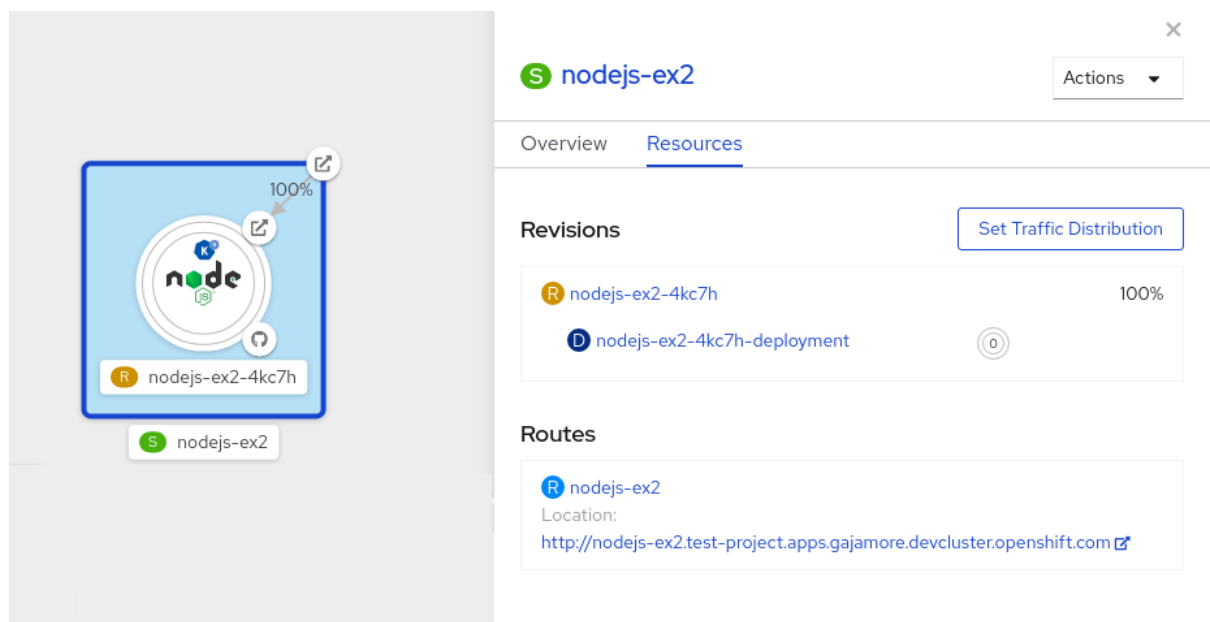 100%
K
node
JS
R nodejs-ex2-4kc7h
S nodejs-ex2
×
S nodejs-ex2
Actions
Overview Resources
Revisions
Set Traffic Distribution
R nodejs-ex2-4kc7h 100%
D nodejs-ex2-4kc7h-deployment 0
Routes
R nodejs-ex2
Location:
http://nodejs-ex2.test-project.apps.gajamore.devcluster.openshift.com